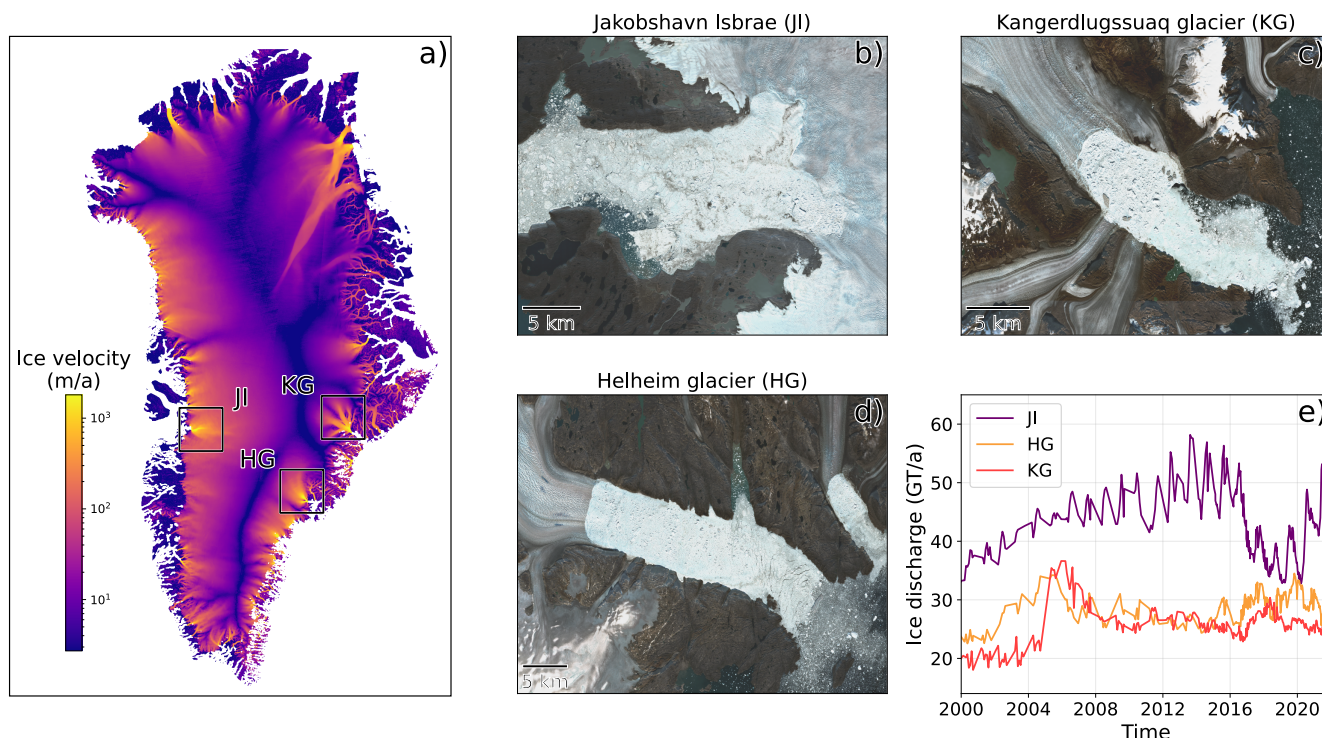 a)
Ice velocity
(m/a)
10³
10²
10¹
JI
KG
HG
Jakobshavn Isbrae (JI)
b)
5 km
Kangerdlugssuaq glacier (KG)
c)
5 km
Helheim glacier (HG)
d)
5 km
e)
JI
HG
KG
Ice discharge (GT/a)
60
50
40
30
20
2000 2004 2008 2012 2016 2020
Time